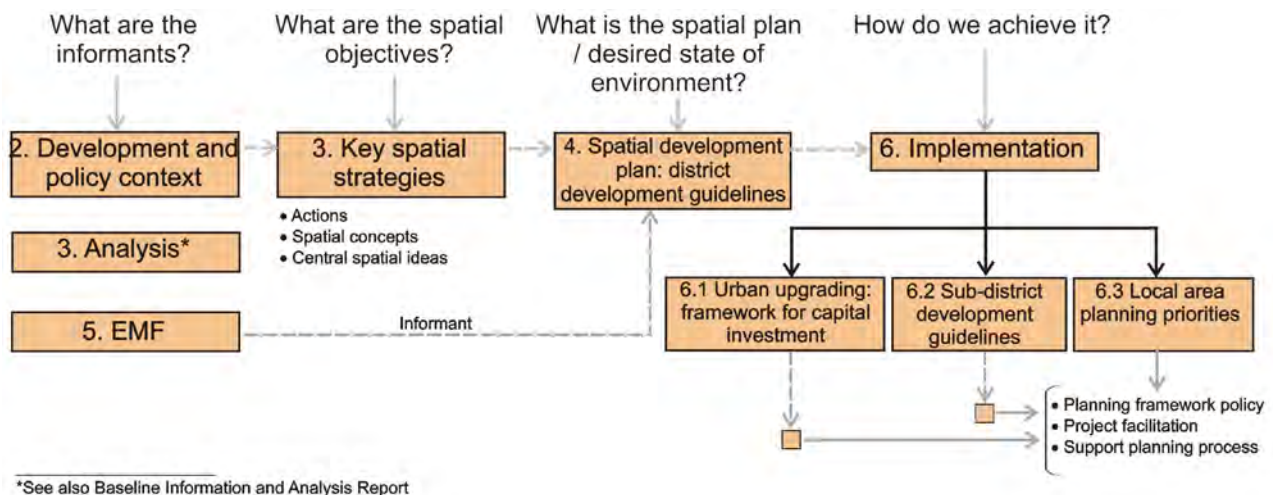 What are the
informants?
What are the spatial
objectives?
What is the spatial plan
/ desired state of
environment?
How do we achieve it?
2. Development and
policy context
3. Key spatial
strategies
4. Spatial development
plan: district
development guidelines
6. Implementation
• Actions
• Spatial concepts
• Central spatial ideas
3. Analysis*
5. EMF
Informant
6.1 Urban upgrading:
framework for capital
investment
6.2 Sub-district
development
guidelines
6.3 Local area
planning priorities
• Planning framework policy
• Project facilitation
• Support planning process
*See also Baseline Information and Analysis Report